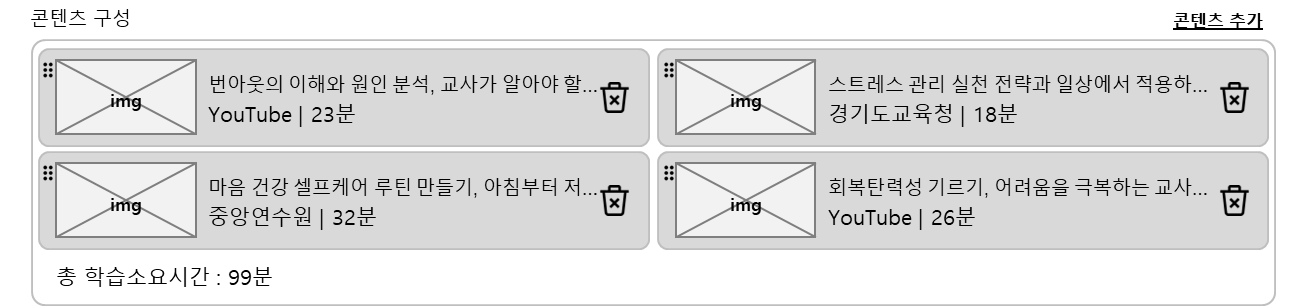 콘텐츠 구성
콘텐츠 추가
img
번아웃의 이해와 원인 분석, 교사가 알아야 할...
YouTube | 23분
img
스트레스 관리 실천 전략과 일상에서 적용하...
경기도교육청 | 18분
img
마음 건강 셀프케어 루틴 만들기, 아침부터 저...
중앙연수원 | 32분
img
회복탄력성 기르기, 어려움을 극복하는 교사...
YouTube | 26분
총 학습소요시간 : 99분